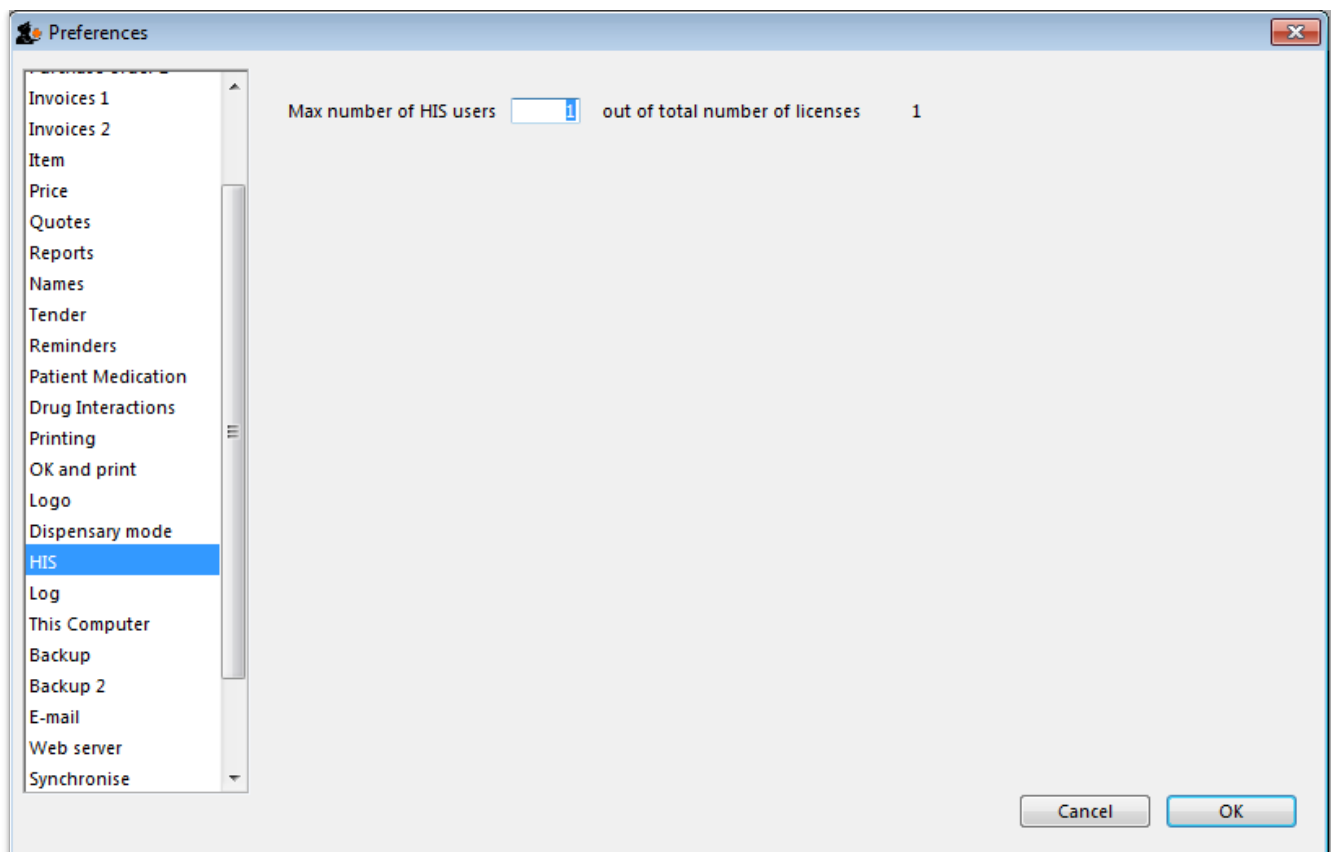 Preferences
Invoices 1
Invoices 2
Item
Price
Quotes
Reports
Names
Tender
Reminders
Patient Medication
Drug Interactions
Printing
OK and print
Logo
Dispensary mode
HIS
Log
This Computer
Backup
Backup 2
E-mail
Web server
Synchronise
Max number of HIS users 1 out of total number of licenses 1
Cancel OK